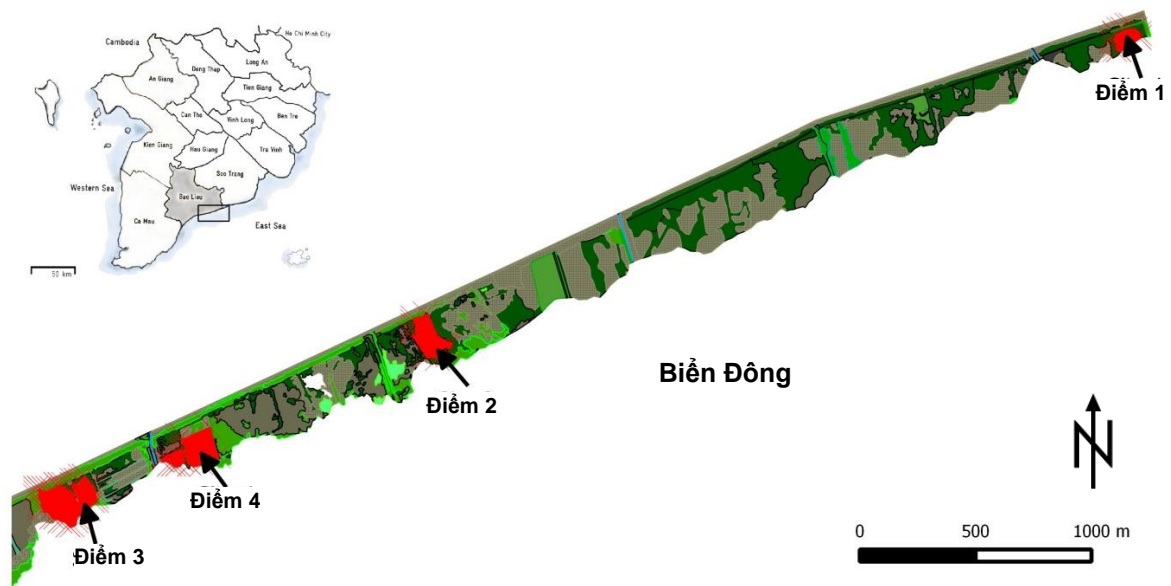 Ho Chi Minh City
Cambodia
Long An
Dong Thap
An Giang
Tien Giang
Can Tho
Vinh Long
Ben Tre
Kien Giang
Hau Giang
Tra Vinh
Soc Trang
Western Sea
Bac Lieu
Ca Mau
East Sea
50 km
Điểm 1
Điểm 2
Biển Đông
Điểm 4
Điểm 3
N
0 500 1000 m